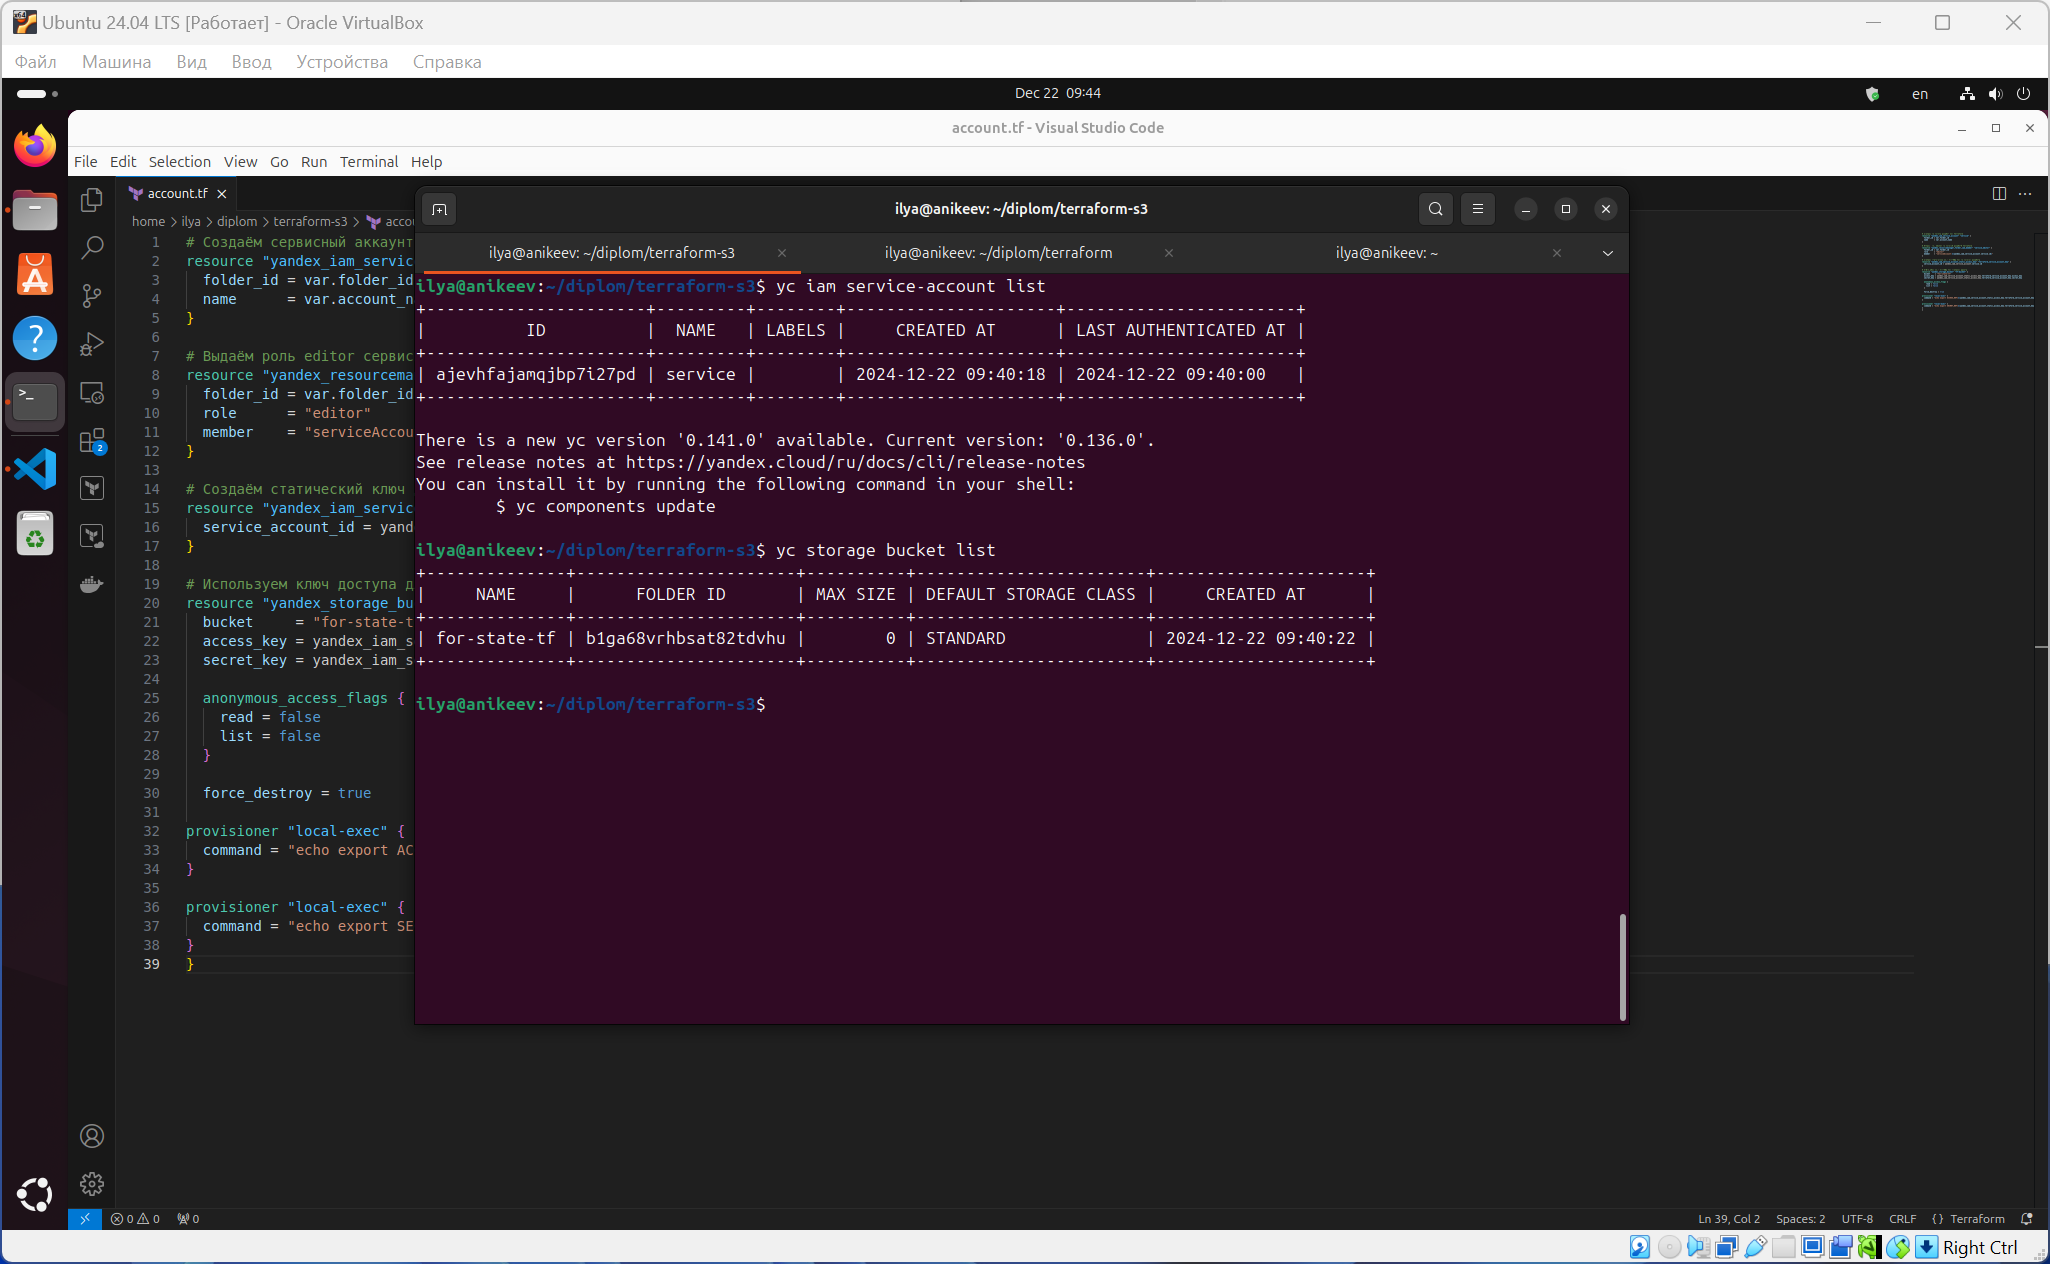 Ubuntu 24.04 LTS [Работает] - Oracle VirtualBox
Файл Машина Вид Ввод Устройства Справка
Dec 22 09:44
en
account.tf - Visual Studio Code
File Edit Selection View Go Run Terminal Help
account.tf
home > ilya > diplom > terraform-s3 >
1 # Создаём сервисный аккаунт
2 resource "yandex_iam_servic
3 folder_id = var.folder_id
4 name = var.account_n
5 }
6
7 # Выдаём роль editor сервис
8 resource "yandex_resourcema
9 folder_id = var.folder_id
10 role = "editor"
11 member = "serviceAccou
12 }
13
14 # Создаём статический ключ
15 resource "yandex_iam_servic
16 service_account_id = yand
17 }
18
19 # Используем ключ доступа д
20 resource "yandex_storage_bu
21 bucket = "for-state-t
22 access_key = yandex_iam_s
23 secret_key = yandex_iam_s
24
25 anonymous_access_flags {
26 read = false
27 list = false
28 }
29
30 force_destroy = true
31
32 provisioner "local-exec" {
33 command = "echo export AC
34 }
35
36 provisioner "local-exec" {
37 command = "echo export SE
38 }
39 }
ilya@anikeev: ~/diplom/terraform-s3
ilya@anikeev: ~/diplom/terraform-s3 ilya@anikeev: ~/diplom/terraform ilya@anikeev: ~
ilya@anikeev:~/diplom/terraform-s3$ yc iam service-account list
+----------------------+---------+--------+---------------------+-----------------------+
| ID | NAME | LABELS | CREATED AT | LAST AUTHENTICATED AT |
+----------------------+---------+--------+---------------------+-----------------------+
| ajevhfajamqjbp7i27pd | service | | 2024-12-22 09:40:18 | 2024-12-22 09:40:00 |
+----------------------+---------+--------+---------------------+-----------------------+
There is a new yc version '0.141.0' available. Current version: '0.136.0'.
See release notes at https://yandex.cloud/ru/docs/cli/release-notes
You can install it by running the following command in your shell:
$ yc components update
ilya@anikeev:~/diplom/terraform-s3$ yc storage bucket list
+--------------+----------------------+----------+-----------------------+---------------------+
| NAME | FOLDER ID | MAX SIZE | DEFAULT STORAGE CLASS | CREATED AT |
+--------------+----------------------+----------+-----------------------+---------------------+
| for-state-tf | b1ga68vrhbsat82tdvhu | 0 | STANDARD | 2024-12-22 09:40:22 |
+--------------+----------------------+----------+-----------------------+---------------------+
ilya@anikeev:~/diplom/terraform-s3$
2
0 0 0
Ln 39, Col 2 Spaces: 2 UTF-8 CRLF {} Terraform
Right Ctrl